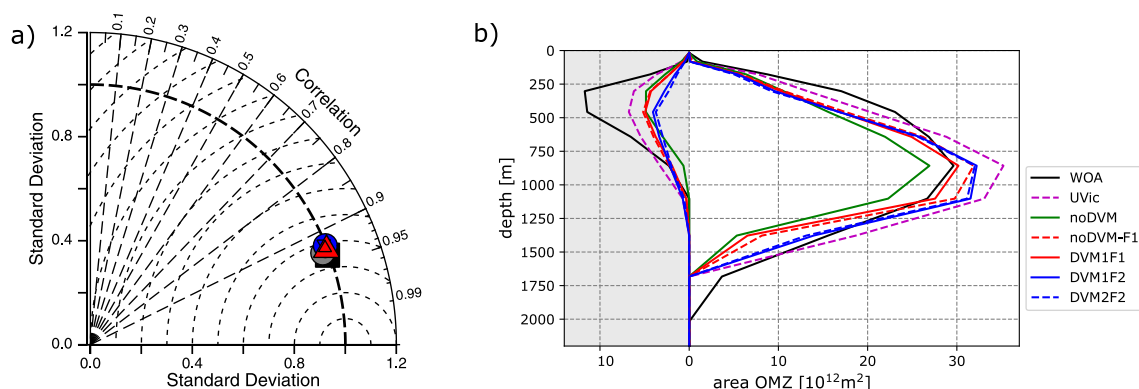 a)
1.2
0.8
0.4
0.0
Standard Deviation
0.0
0.4
0.8
1.2
Standard Deviation
0.1
0.2
0.3
0.4
0.5
0.6
0.7
0.8
0.9
0.95
0.99
Correlation
b)
0
250
500
750
1000
1250
1500
1750
2000
depth [m]
10
0
10
20
30
area OMZ [10¹²m²]
WOA
UVic
noDVM
noDVM-F1
DVM1F1
DVM1F2
DVM2F2